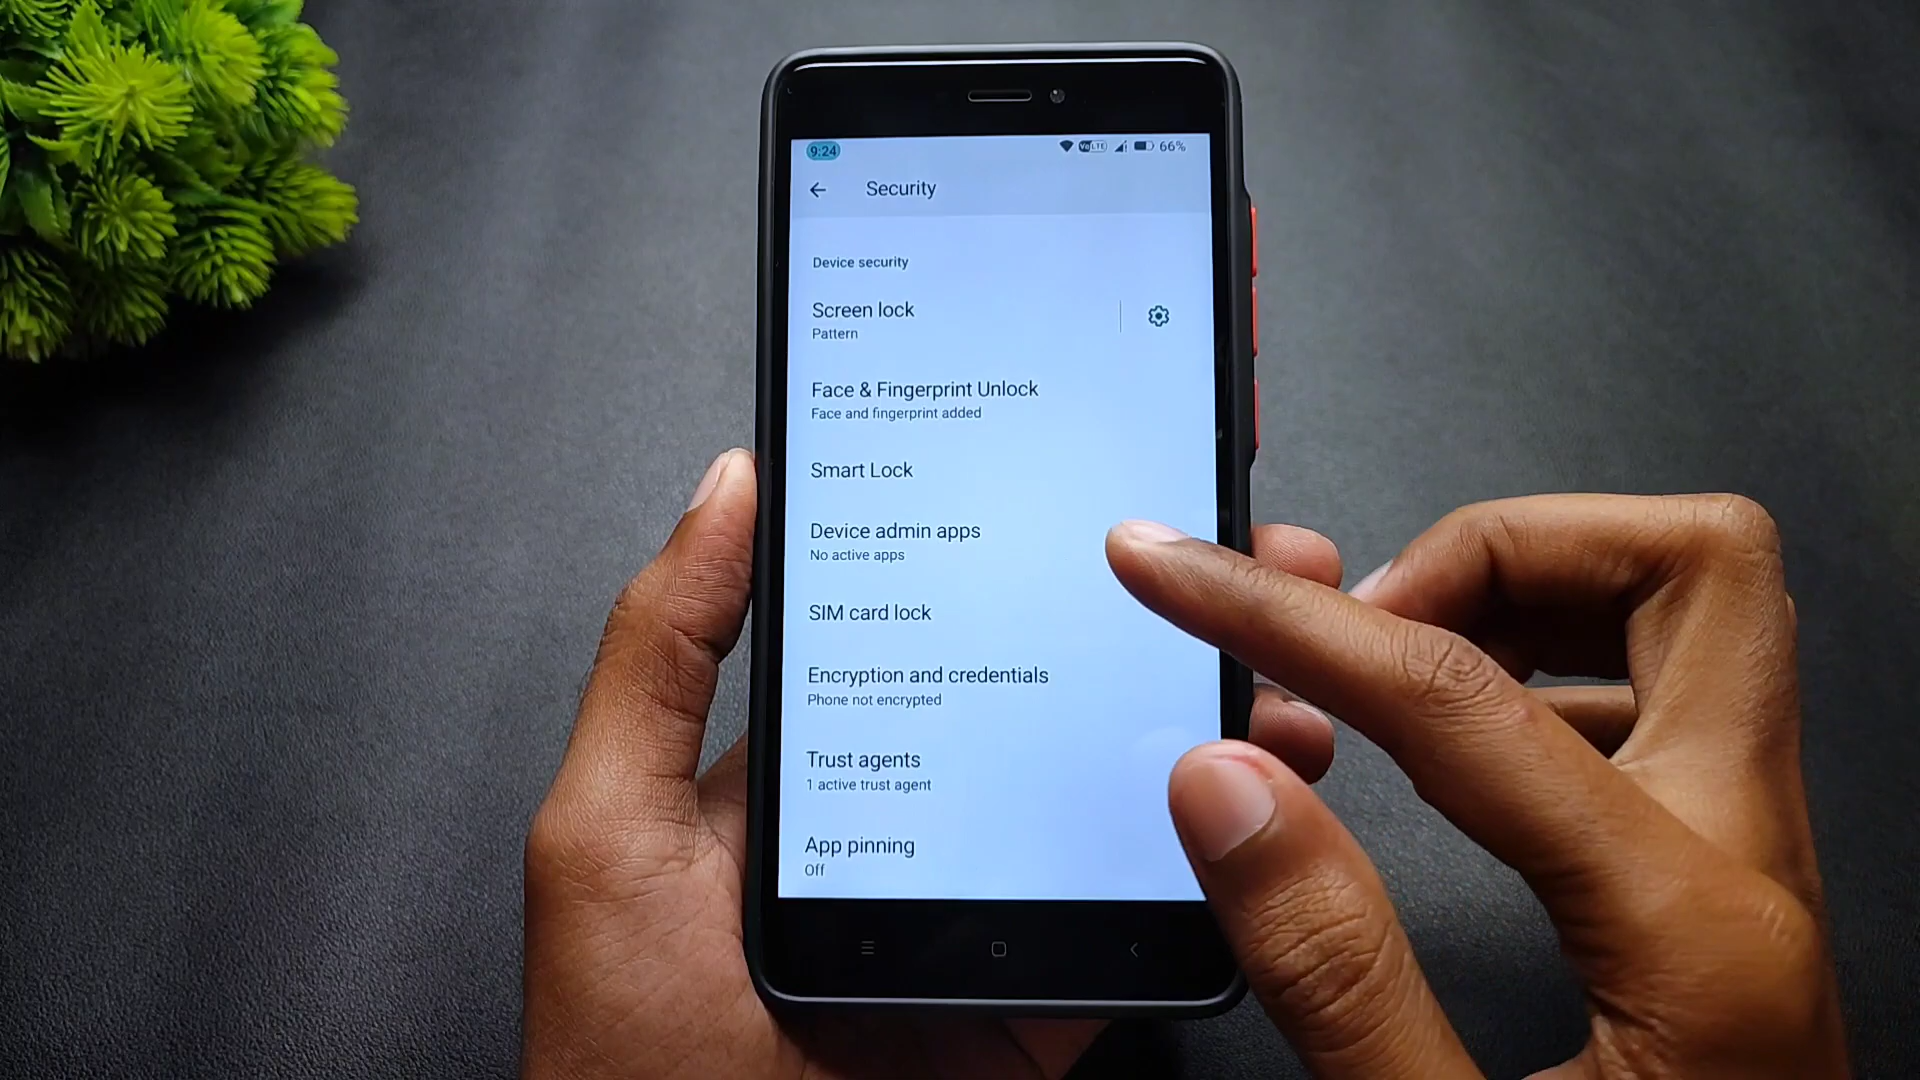 9:24
VoLTE
66%
Security
Device security
Screen lock
Pattern
Face & Fingerprint Unlock
Face and fingerprint added
Smart Lock
Device admin apps
No active apps
SIM card lock
Encryption and credentials
Phone not encrypted
Trust agents
1 active trust agent
App pinning
Off